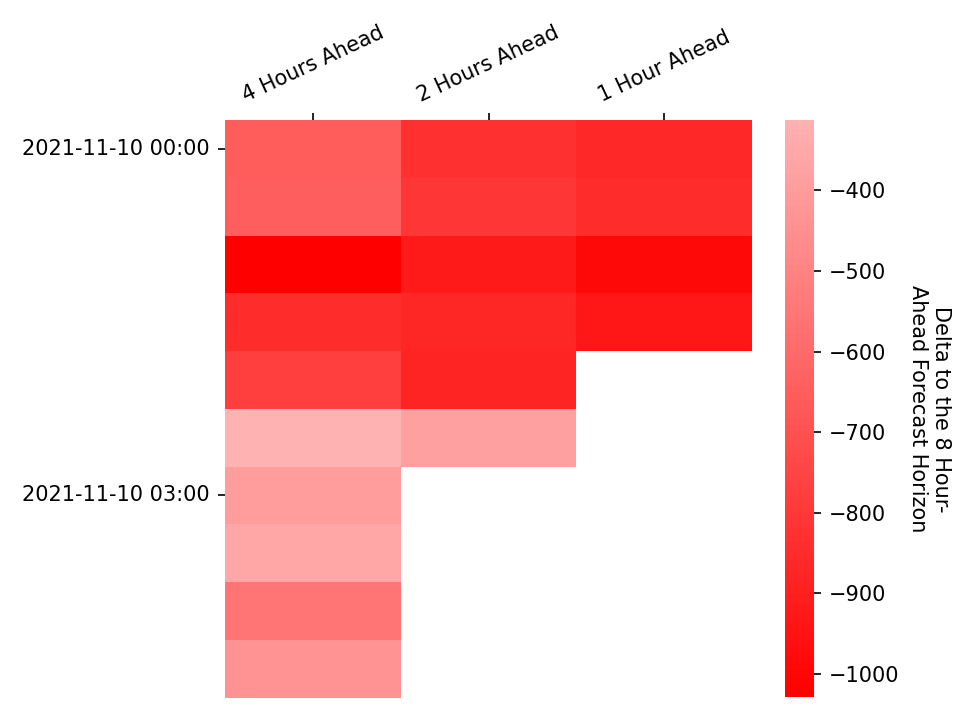 4 Hours Ahead
2 Hours Ahead
1 Hour Ahead
2021-11-10 00:00
2021-11-10 03:00
−400
−500
−600
−700
−800
−900
−1000
Delta to the 8 Hour-
Ahead Forecast Horizon